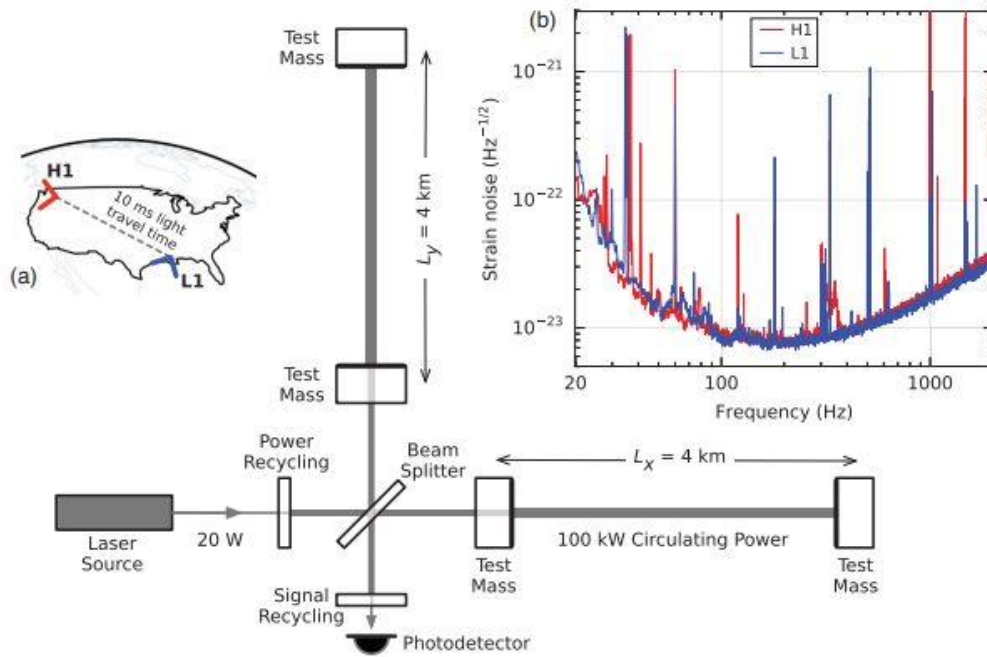 Test
Mass
H1
10 ms light
travel time
L1
(a)
L_y = 4 km
Test
Mass
Power
Recycling
Beam
Splitter
L_x = 4 km
Laser
Source
20 W
100 kW Circulating Power
Test
Mass
Test
Mass
Signal
Recycling
Photodetector
(b)
H1
L1
Strain noise (Hz^{-1/2})
10^{-21}
10^{-22}
10^{-23}
20
100
1000
Frequency (Hz)